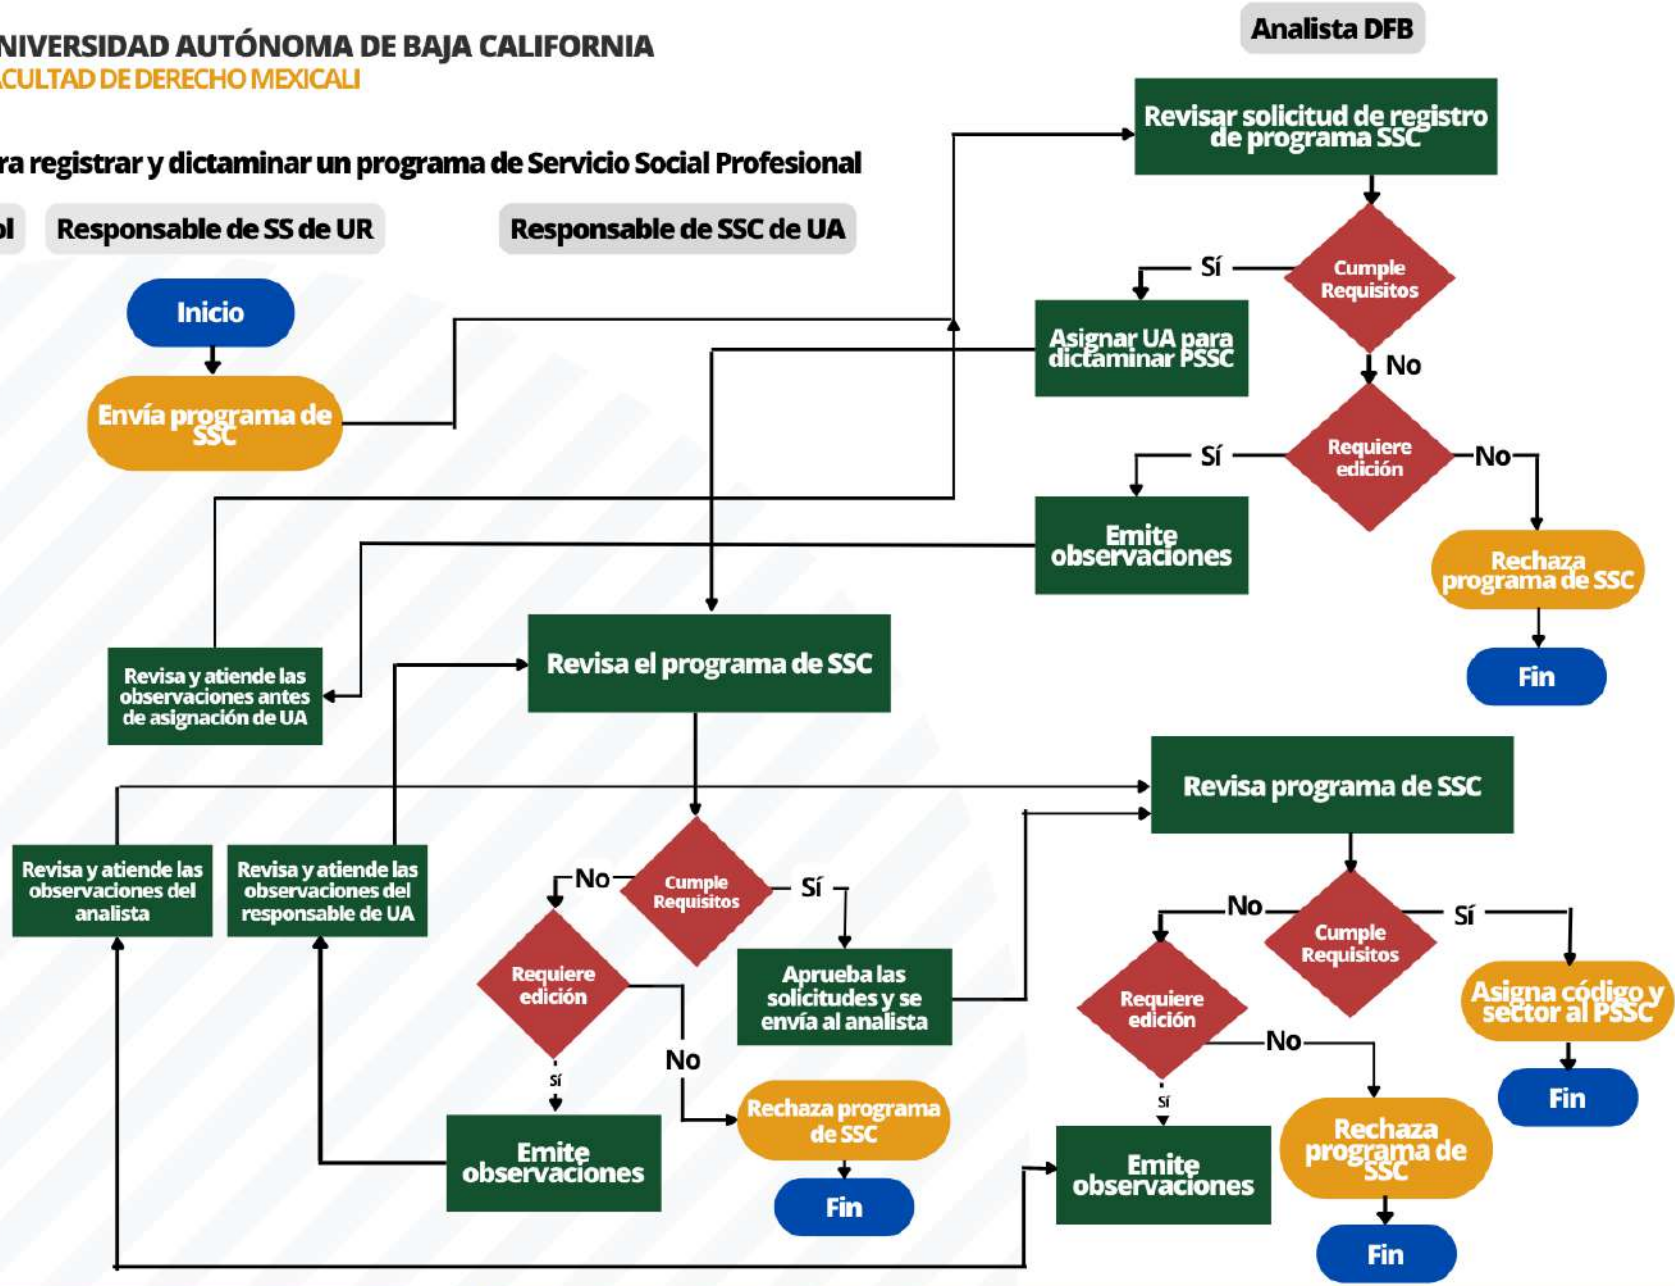 NIVERSIDAD AUTÓNOMA DE BAJA CALIFORNIA
ACULTAD DE DERECHO MEXICALI
ra registrar y dictaminar un programa de Servicio Social Profesional
ol
Responsable de SS de UR
Responsable de SSC de UA
Analista DFB
Inicio
Envía programa de
SSC
Revisar solicitud de registro
de programa SSC
Cumple
Requisitos
Sí
Asignar UA para
dictaminar PSSC
No
Requiere
edición
Sí
No
Emite
observaciones
Rechaza
programa de SSC
Fin
Revisa y atiende las
observaciones antes
de asignación de UA
Revisa el programa de SSC
Revisa y atiende las
observaciones del
analista
Revisa y atiende las
observaciones del
responsable de UA
Cumple
Requisitos
No
Sí
Requiere
edición
Aprueba las
solicitudes y se
envía al analista
sí
No
Emite
observaciones
Rechaza programa
de SSC
Fin
Revisa programa de SSC
Cumple
Requisitos
No
Sí
Requiere
edición
Asigna código y
sector al PSSC
Fin
No
sí
Emite
observaciones
Rechaza
programa de
SSC
Fin